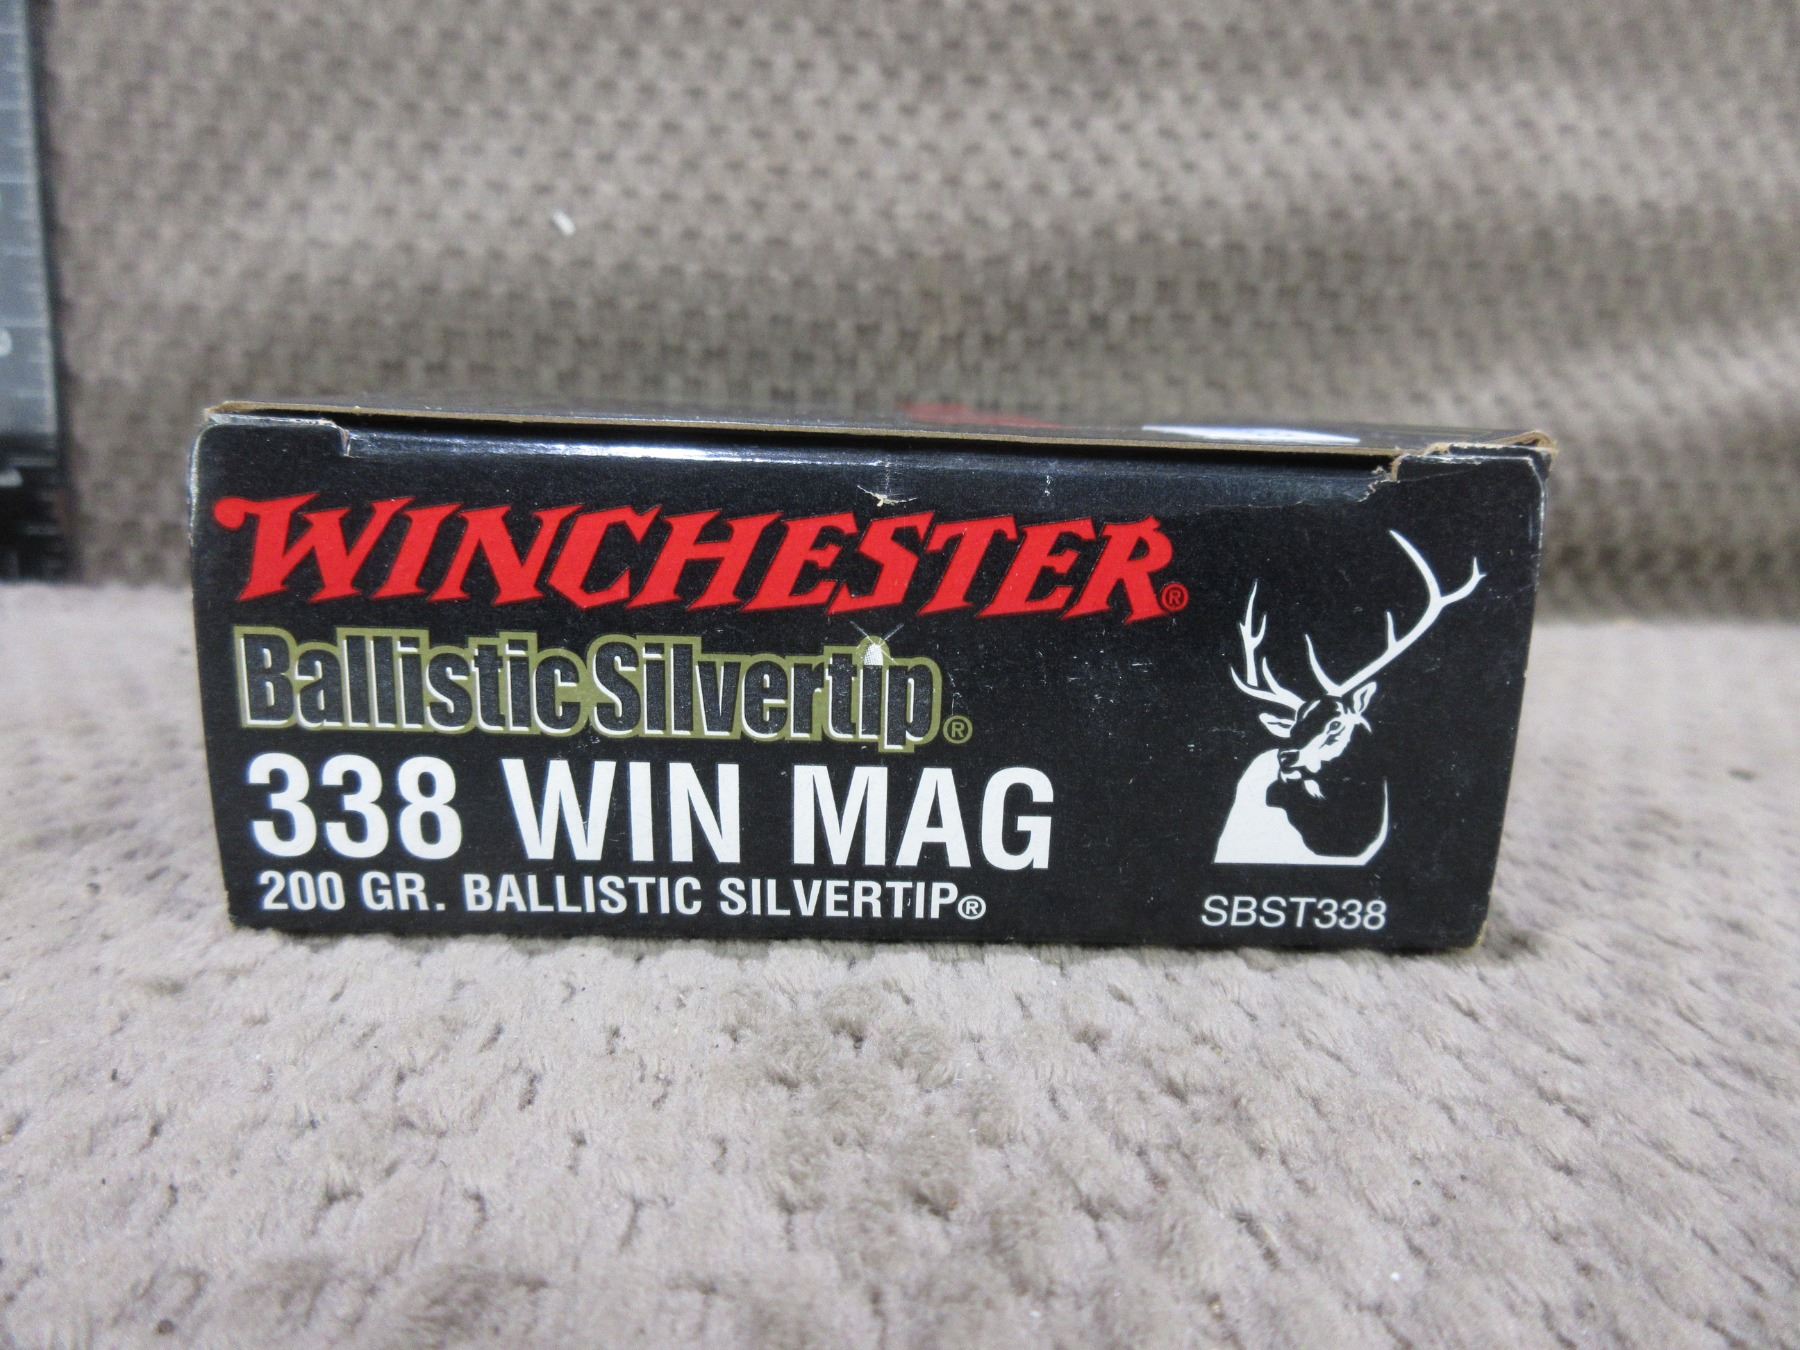 WINCHESTER®
Ballistic Silvertip®
338 WIN MAG
200 GR. BALLISTIC SILVERTIP®
SBST338